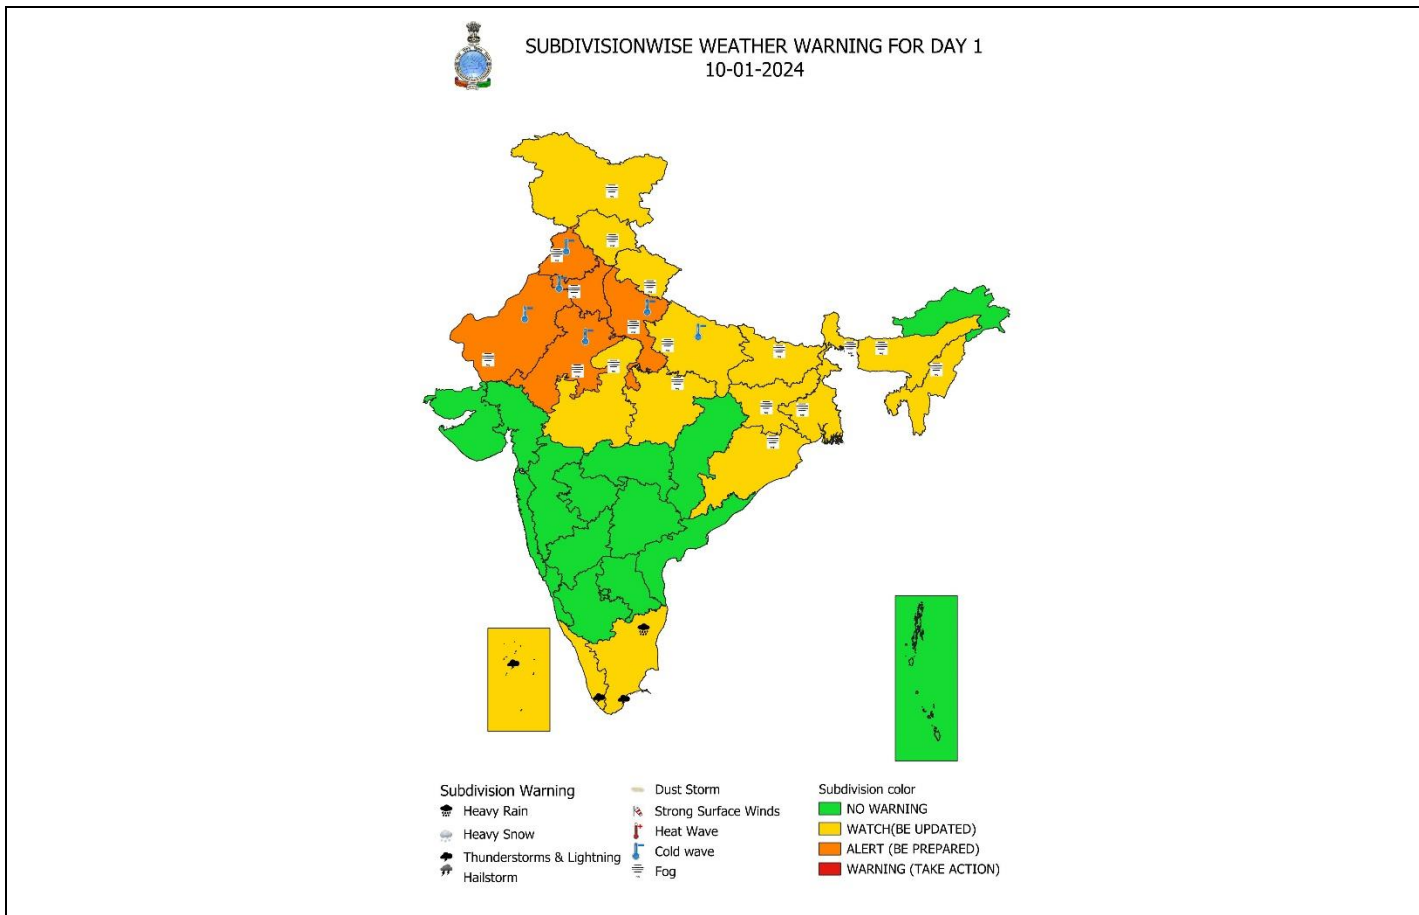 SUBDIVISIONWISE WEATHER WARNING FOR DAY 1
10-01-2024
Subdivision Warning
Heavy Rain
Heavy Snow
Thunderstorms & Lightning
Hailstorm
Dust Storm
Strong Surface Winds
Heat Wave
Cold wave
Fog
Subdivision color
NO WARNING
WATCH(BE UPDATED)
ALERT (BE PREPARED)
WARNING (TAKE ACTION)